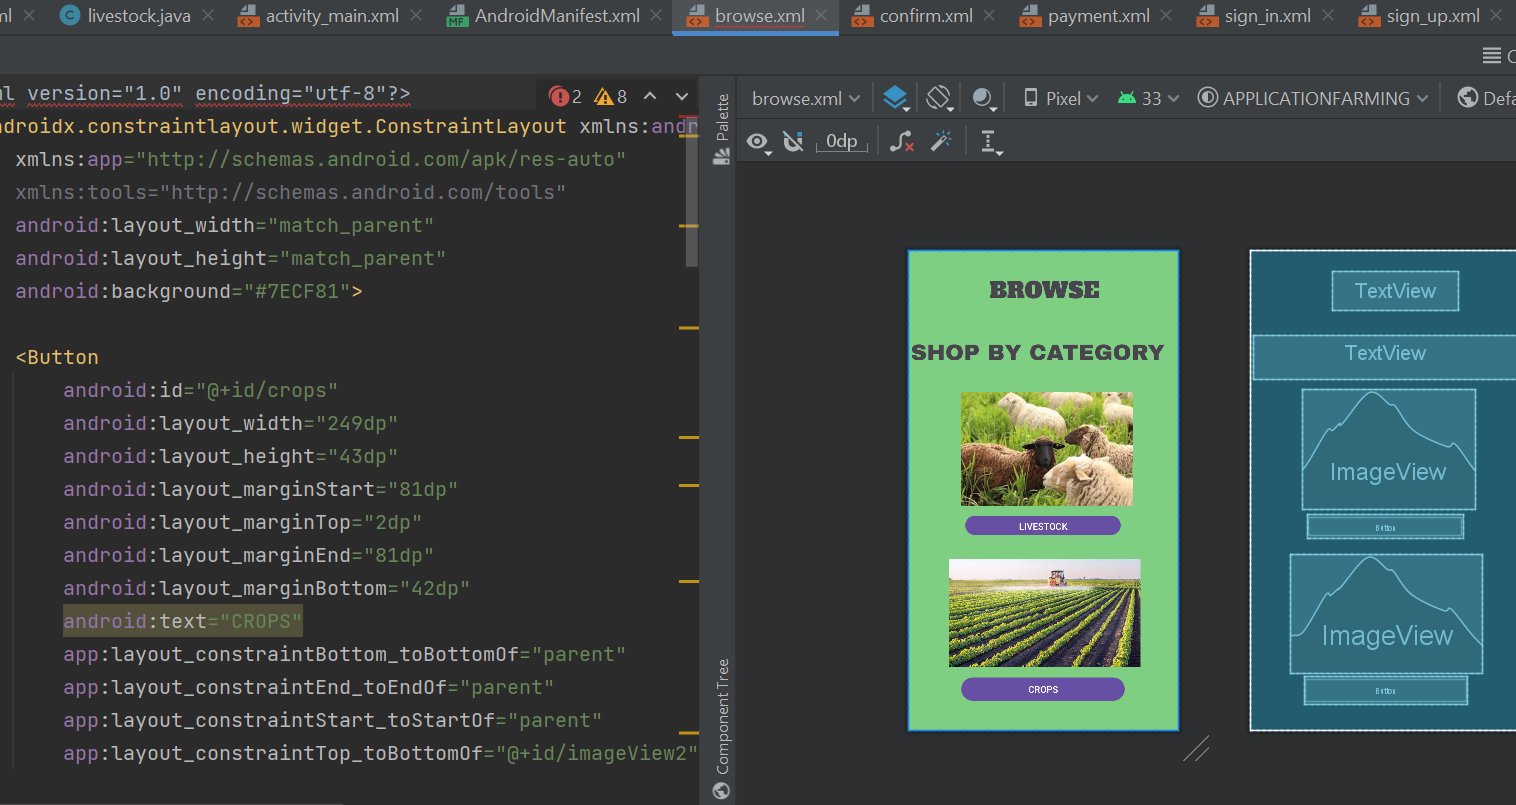 ml livestock.java activity_main.xml AndroidManifest.xml browse.xml confirm.xml payment.xml sign_in.xml sign_up.xml
ml version="1.0" encoding="utf-8"?> 2 8
ndroidx.constraintlayout.widget.ConstraintLayout xmlns:andr
xmlns:app="http://schemas.android.com/apk/res-auto"
xmlns:tools="http://schemas.android.com/tools"
android:layout_width="match_parent"
android:layout_height="match_parent"
android:background="#7ECF81">
<Button
android:id="@+id/crops"
android:layout_width="249dp"
android:layout_height="43dp"
android:layout_marginStart="81dp"
android:layout_marginTop="2dp"
android:layout_marginEnd="81dp"
android:layout_marginBottom="42dp"
android:text="CROPS"
app:layout_constraintBottom_toBottomOf="parent"
app:layout_constraintEnd_toEndOf="parent"
app:layout_constraintStart_toStartOf="parent"
app:layout_constraintTop_toBottomOf="@+id/imageView2"
Palette
Component Tree
browse.xml Pixel 33 APPLICATIONFARMING Defa
0dp
BROWSE
SHOP BY CATEGORY
LIVESTOCK
CROPS
TextView
TextView
ImageView
Button
ImageView
Button